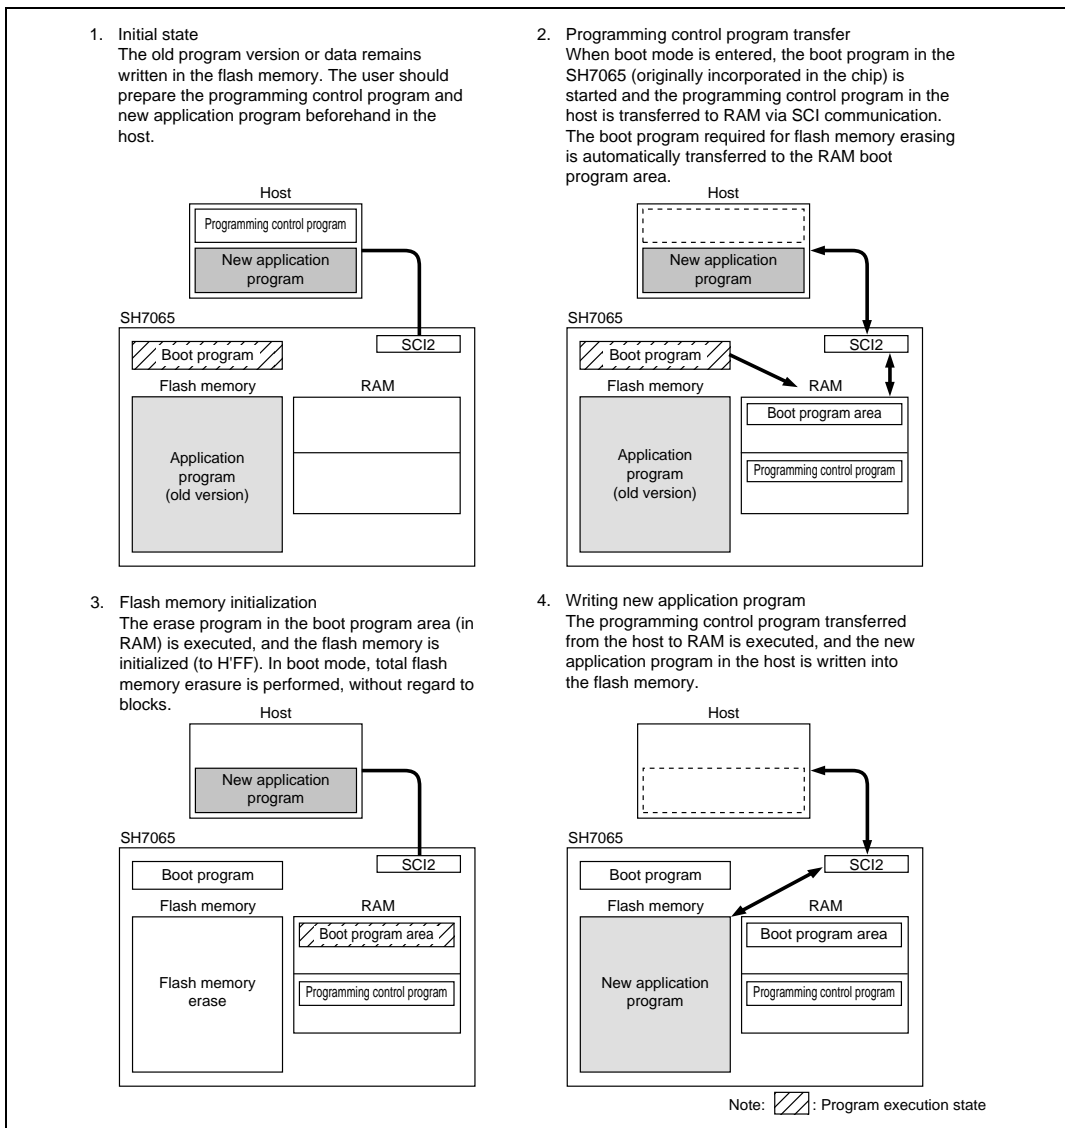 1. Initial state
The old program version or data remains
written in the flash memory. The user should
prepare the programming control program and
new application program beforehand in the
host.
Host
Programming control program
New application
program
SH7065
SCI2
Boot program
Flash memory
RAM
Application
program
(old version)
2. Programming control program transfer
When boot mode is entered, the boot program in the
SH7065 (originally incorporated in the chip) is
started and the programming control program in the
host is transferred to RAM via SCI communication.
The boot program required for flash memory erasing
is automatically transferred to the RAM boot
program area.
Host
New application
program
SH7065
SCI2
Boot program
Flash memory
RAM
Boot program area
Application
program
(old version)
Programming control program
3. Flash memory initialization
The erase program in the boot program area (in
RAM) is executed, and the flash memory is
initialized (to H'FF). In boot mode, total flash
memory erasure is performed, without regard to
blocks.
Host
New application
program
SH7065
SCI2
Boot program
Flash memory
RAM
Boot program area
Flash memory
erase
Programming control program
4. Writing new application program
The programming control program transferred
from the host to RAM is executed, and the new
application program in the host is written into
the flash memory.
Host
SH7065
SCI2
Boot program
Flash memory
RAM
Boot program area
New application
program
Programming control program
Note: : Program execution state